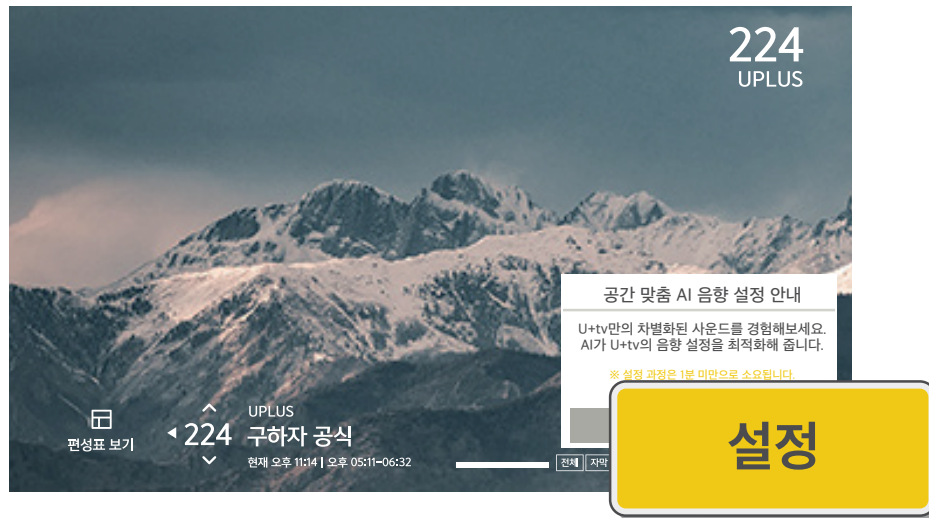 224
UPLUS
공간 맞춤 AI 음향 설정 안내
U+tv만의 차별화된 사운드를 경험해보세요.
AI가 U+tv의 음향 설정을 최적화해 줍니다.
※ 설정 과정은 1분 미만으로 소요됩니다.
설정
편성표 보기
224
UPLUS
구하자 공식
현재 오후 11:14 | 오후 05:11-06:32
전체 자막